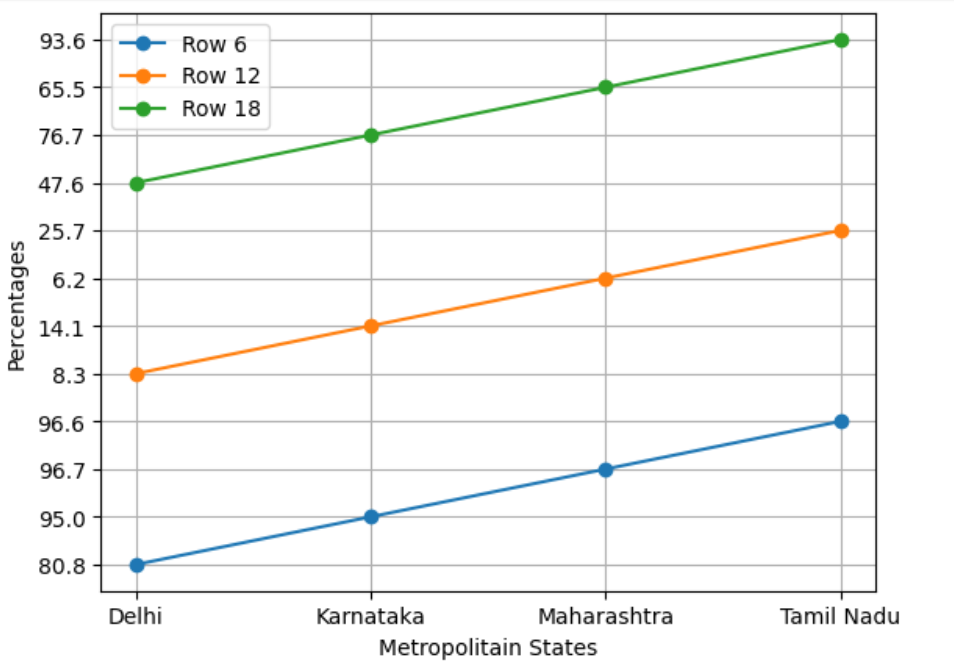 Row 6
Row 12
Row 18
93.6
65.5
76.7
47.6
25.7
6.2
14.1
8.3
96.6
96.7
95.0
80.8
Percentages
Delhi Karnataka Maharashtra Tamil Nadu
Metropolitain States